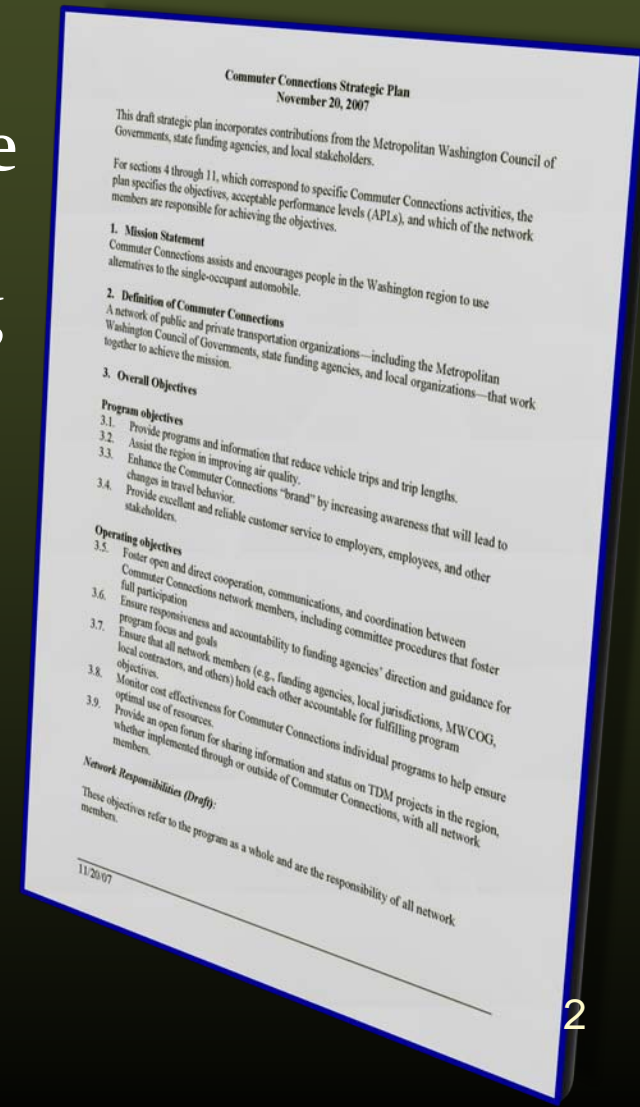 e
g
Commuter Connections Strategic Plan
November 20, 2007
This draft strategic plan incorporates contributions from the Metropolitan Washington Council of
Governments, state funding agencies, and local stakeholders.
For sections 4 through 11, which correspond to specific Commuter Connections activities, the
plan specifies the objectives, acceptable performance levels (APLs), and which of the network
members are responsible for achieving the objectives.
1. Mission Statement
Commuter Connections assists and encourages people in the Washington region to use
alternatives to the single-occupant automobile.
2. Definition of Commuter Connections
A network of public and private transportation organizations—including the Metropolitan
Washington Council of Governments, state funding agencies, and local organizations—that work
together to achieve the mission.
3. Overall Objectives
Program objectives
3.1. Provide programs and information that reduce vehicle trips and trip lengths.
3.2. Assist the region in improving air quality.
3.3. Enhance the Commuter Connections "brand" by increasing awareness that will lead to
changes in travel behavior.
3.4. Provide excellent and reliable customer service to employers, employees, and other
stakeholders.
Operating objectives
3.5. Foster open and direct cooperation, communications, and coordination between
Commuter Connections network members, including committee procedures that foster
full participation
3.6. Ensure responsiveness and accountability to funding agencies' direction and guidance for
program focus and goals
3.7. Ensure that all network members (e.g., funding agencies, local jurisdictions, MWCOG,
local contractors, and others) hold each other accountable for fulfilling program
objectives.
3.8. Monitor cost effectiveness for Commuter Connections individual programs to help ensure
optimal use of resources.
3.9. Provide an open forum for sharing information and status on TDM projects in the region,
whether implemented through or outside of Commuter Connections, with all network
members.
Network Responsibilities (Draft):
These objectives refer to the program as a whole and are the responsibility of all network
members.
11/20/07
2